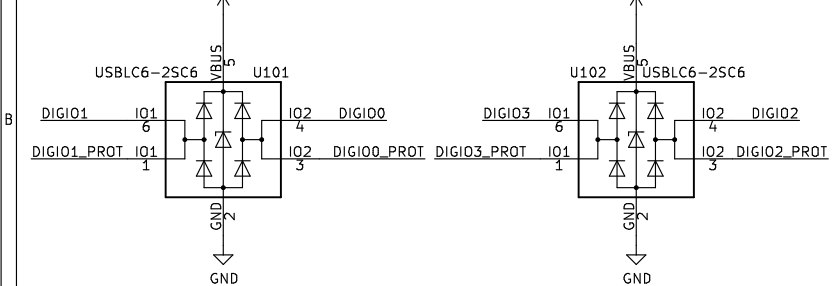 VBUS
5
USBLC6-2SC6
U101
DIGIO1
IO1
6
IO2
4
DIGIO0
DIGIO1_PROT
IO1
1
IO2
3
DIGIO0_PROT
GND
2
GND
VBUS
5
U102
USBLC6-2SC6
DIGIO3
IO1
6
IO2
4
DIGIO2
DIGIO3_PROT
IO1
1
IO2
3
DIGIO2_PROT
GND
2
GND
B